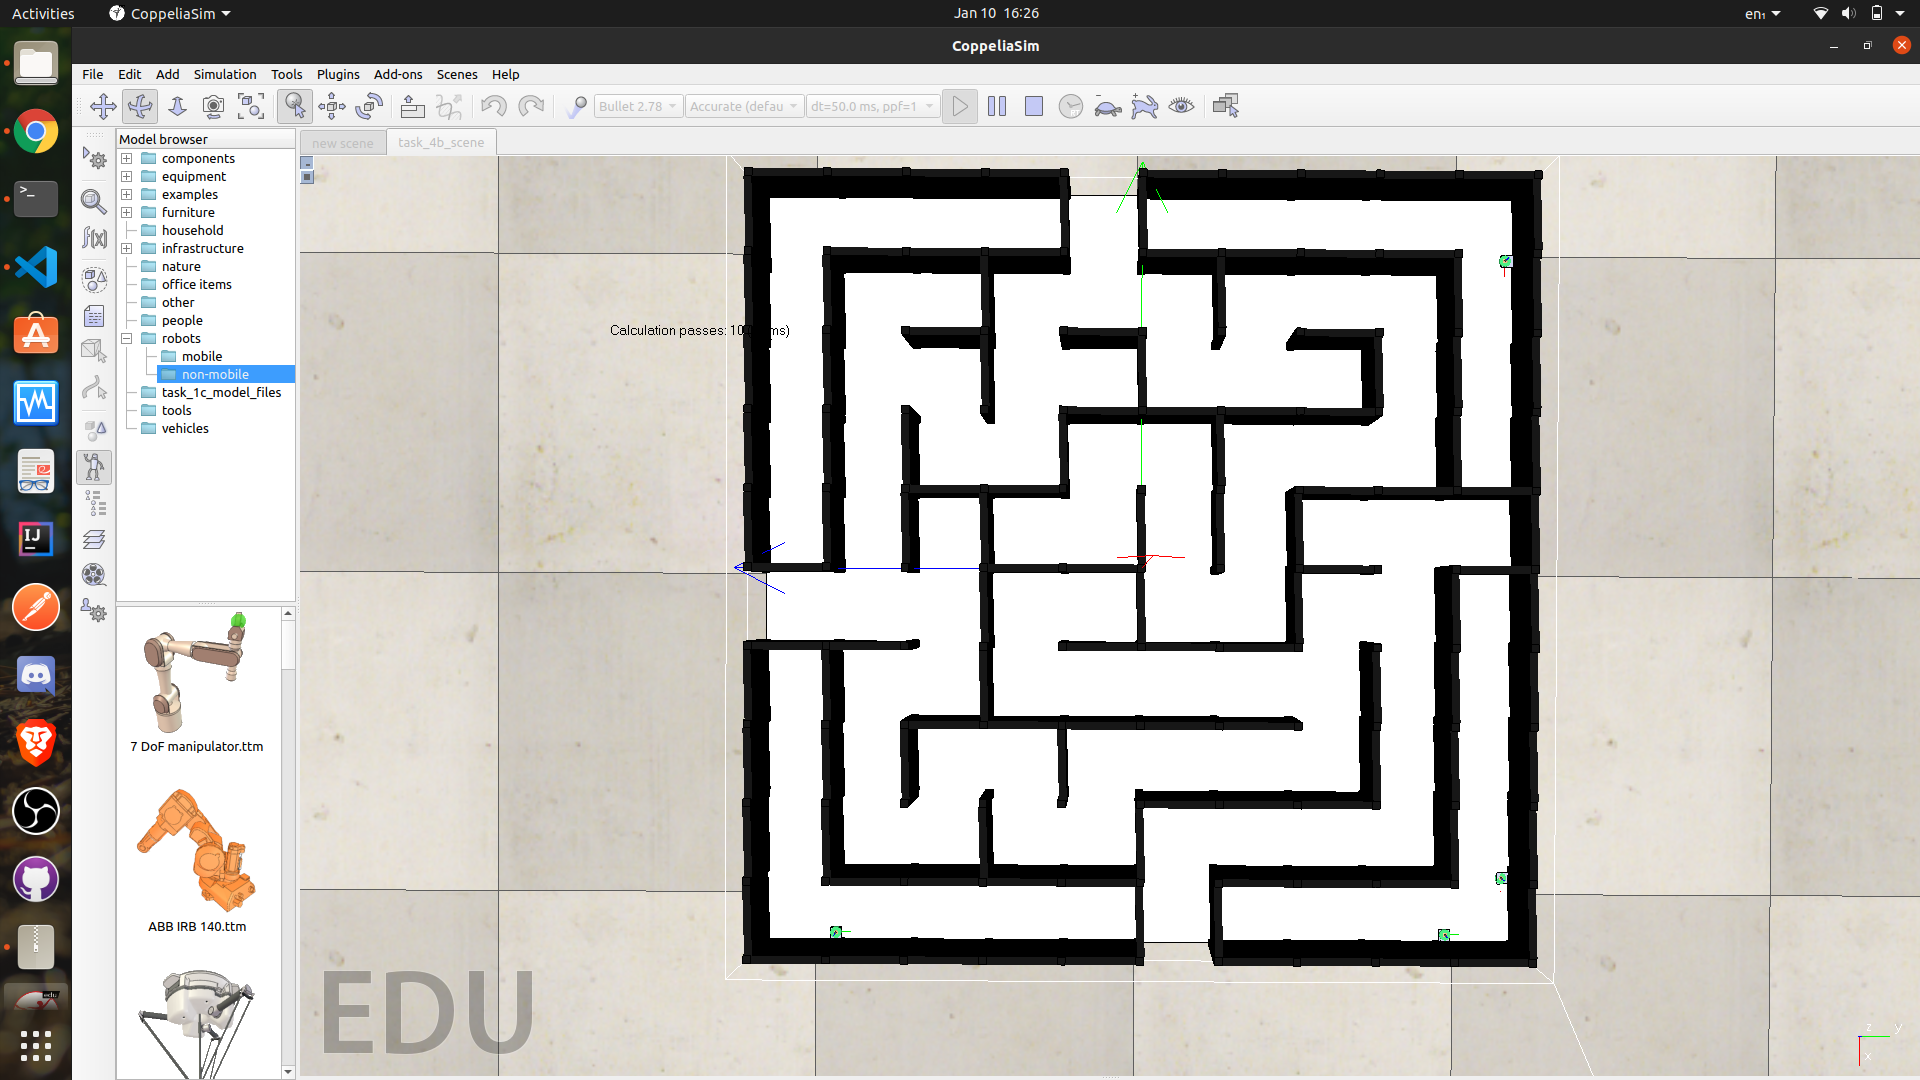 Activities
CoppeliaSim
Jan 10 16:26
en₁
CoppeliaSim
File Edit Add Simulation Tools Plugins Add-ons Scenes Help
Bullet 2.78
Accurate (defau
dt=50.0 ms, ppf=1
Model browser
new scene
task_4b_scene
components
equipment
examples
furniture
household
infrastructure
nature
office items
other
people
robots
mobile
non-mobile
task_1c_model_files
tools
vehicles
f(x)
Calculation passes:
ms)
7 DoF manipulator.ttm
ABB IRB 140.ttm
EDU
IJ
edu
z
y
x